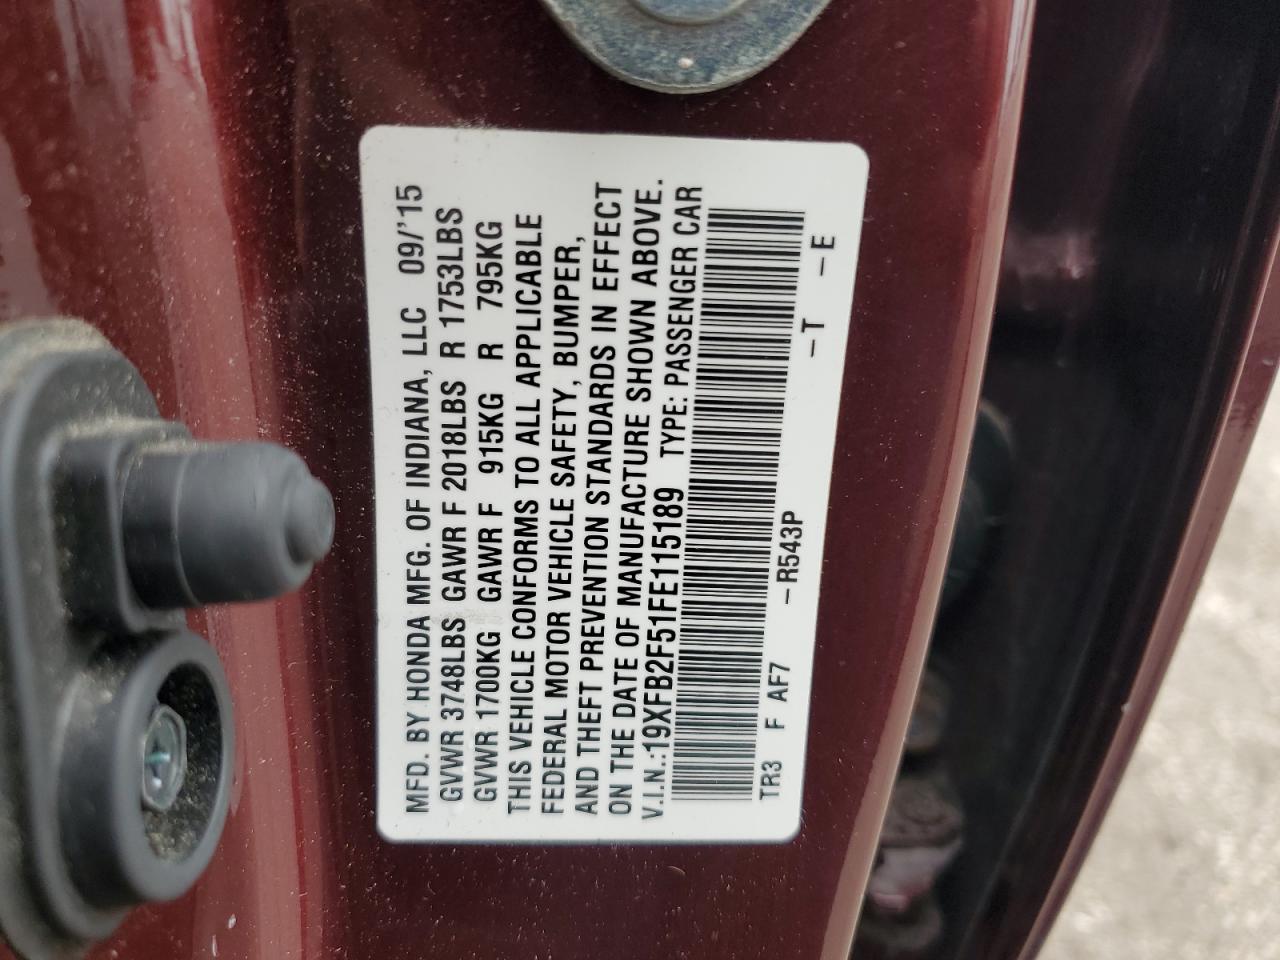 MFD. BY HONDA MFG. OF INDIANA, LLC 09/'15
GVWR 3748LBS GAWR F 2018LBS R 1753LBS
GVWR 1700KG GAWR F 915KG R 795KG
THIS VEHICLE CONFORMS TO ALL APPLICABLE
FEDERAL MOTOR VEHICLE SAFETY, BUMPER,
AND THEFT PREVENTION STANDARDS IN EFFECT
ON THE DATE OF MANUFACTURE SHOWN ABOVE.
V.I.N.:19XFB2F51FE115189 TYPE: PASSENGER CAR
TR3 F AF7 -R543P -T -E